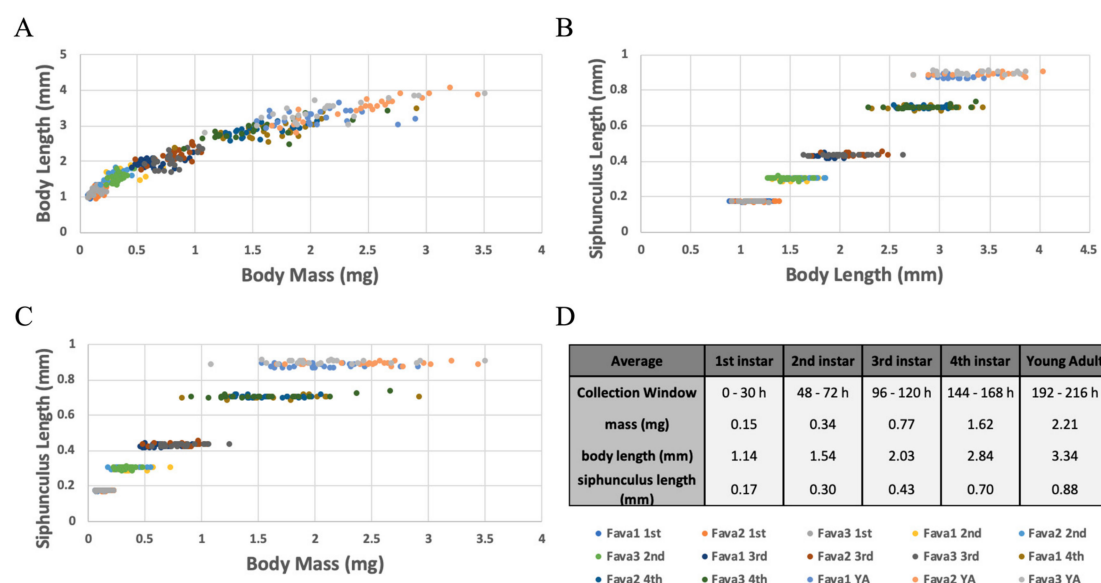 A
Body Length (mm)
5
4
3
2
1
0
0 0.5 1 1.5 2 2.5 3 3.5 4
Body Mass (mg)
B
Siphunculus Length (mm)
1
0.8
0.6
0.4
0.2
0
0 0.5 1 1.5 2 2.5 3 3.5 4 4.5
Body Length (mm)
C
Siphunculus Length (mm)
1
0.8
0.6
0.4
0.2
0
0 0.5 1 1.5 2 2.5 3 3.5 4
Body Mass (mg)
D
Average 1st instar 2nd instar 3rd instar 4th instar Young Adult
Collection Window 0 - 30 h 48 - 72 h 96 - 120 h 144 - 168 h 192 - 216 h
mass (mg) 0.15 0.34 0.77 1.62 2.21
body length (mm) 1.14 1.54 2.03 2.84 3.34
siphunculus length (mm) 0.17 0.30 0.43 0.70 0.88
Fava1 1st Fava2 1st Fava3 1st Fava1 2nd Fava2 2nd
Fava3 2nd Fava1 3rd Fava2 3rd Fava3 3rd Fava1 4th
Fava2 4th Fava3 4th Fava1 YA Fava2 YA Fava3 YA